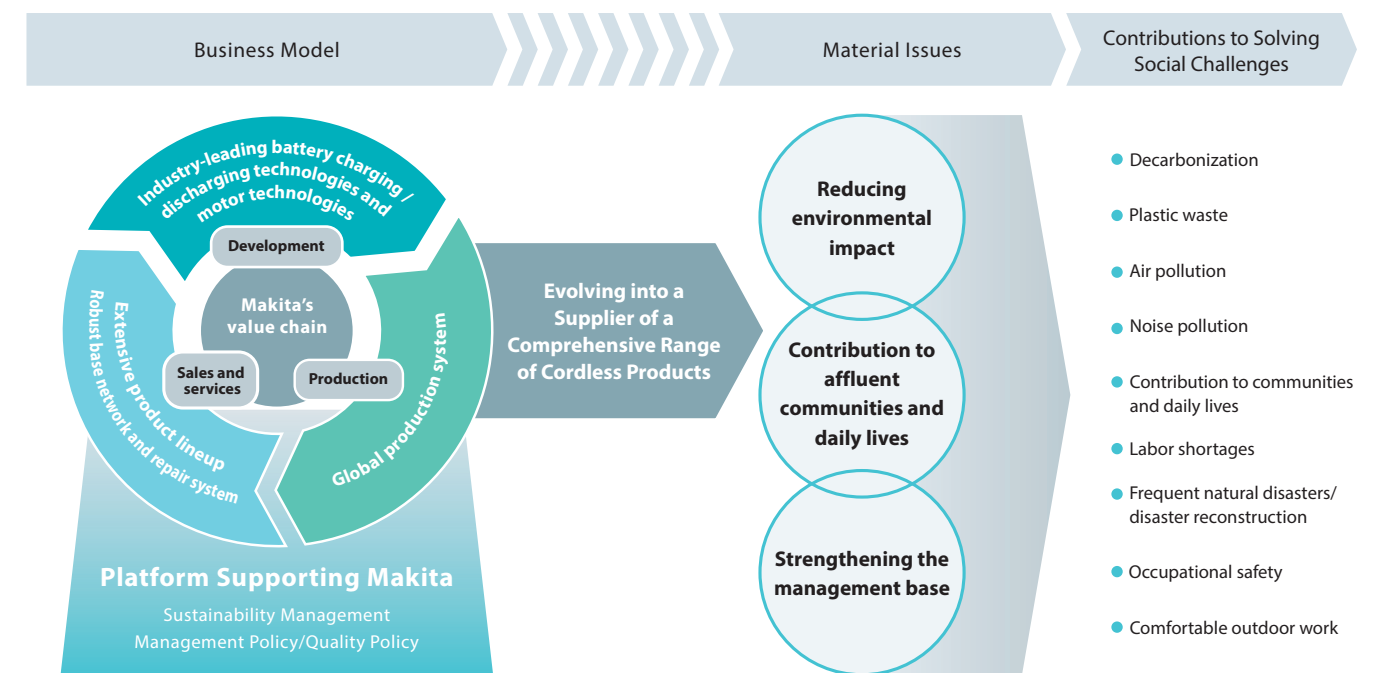 Business Model
Material Issues
Contributions to Solving
Social Challenges
Industry-leading battery charging /
discharging technologies and
motor technologies
Development
Makita's
value chain
Sales and
services
Production
Extensive product lineup
Robust base network and repair system
Global production system
Platform Supporting Makita
Sustainability Management
Management Policy/Quality Policy
Evolving into a
Supplier of a
Comprehensive Range
of Cordless Products
Reducing
environmental
impact
Contribution to
affluent
communities and
daily lives
Strengthening the
management base
Decarbonization
Plastic waste
Air pollution
Noise pollution
Contribution to communities
and daily lives
Labor shortages
Frequent natural disasters/
disaster reconstruction
Occupational safety
Comfortable outdoor work